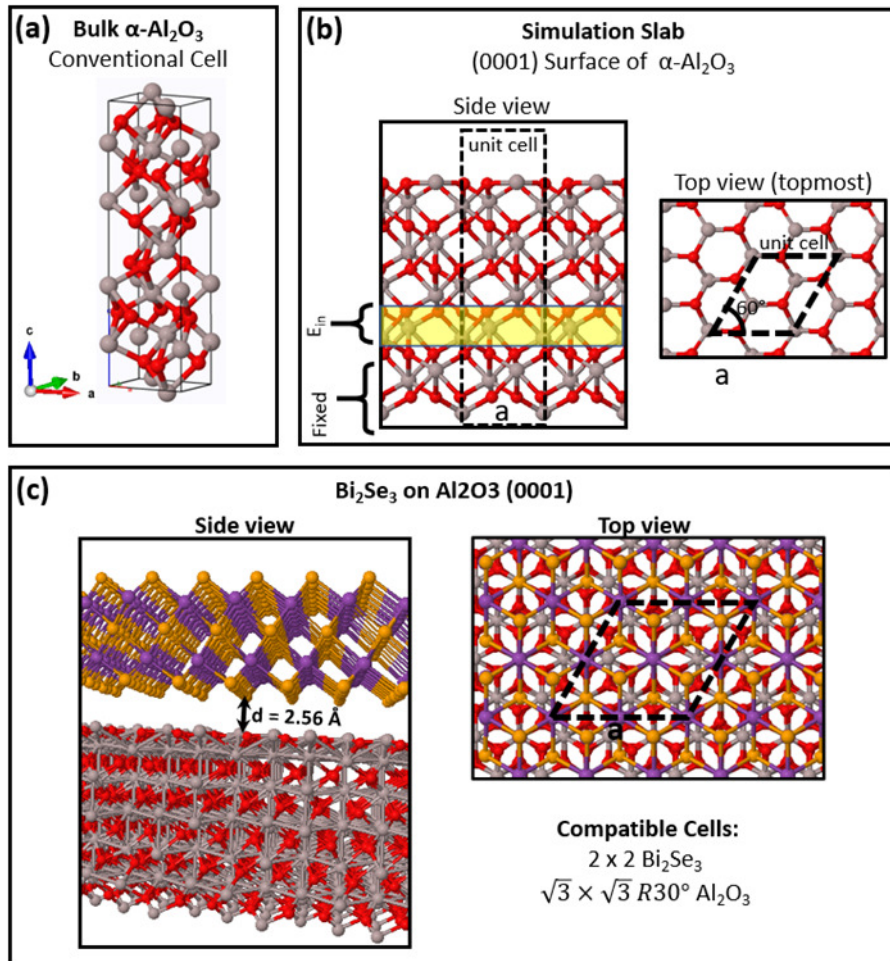 (a) Bulk α-Al₂O₃
Conventional Cell
c
b
a
(b) Simulation Slab
(0001) Surface of α-Al₂O₃
Side view
unit cell
E_in
Fixed
a
Top view (topmost)
unit cell
60°
a
(c) Bi₂Se₃ on Al2O3 (0001)
Side view
d = 2.56 Å
Top view
a
Compatible Cells:
2 x 2 Bi₂Se₃
√3 × √3 R30° Al₂O₃